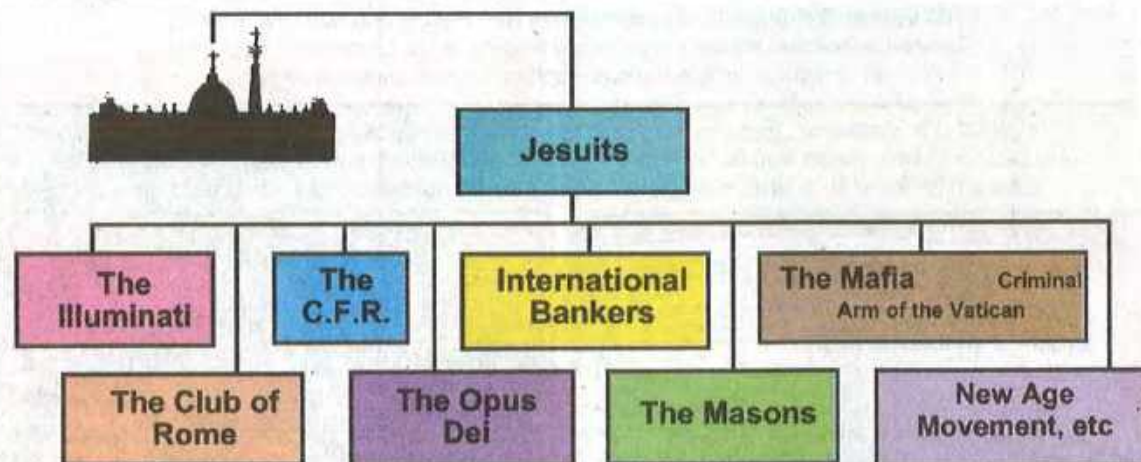 Jesuits
The
Illuminati
The
C.F.R.
International
Bankers
The Mafia Criminal
Arm of the Vatican
The Club of
Rome
The Opus
Dei
The Masons
New Age
Movement, etc